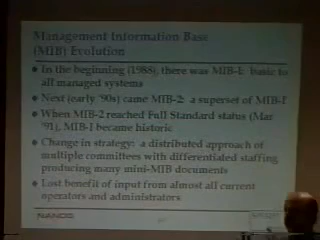 Management Information Base
(MIB) Evolution
In the beginning (1988), there was MIB-I: basic to
all managed systems
Next (early '90s) came MIB-2: a superset of MIB-I
When MIB-2 reached Full Standard status (Mar
'91), MIB-I became historic
Change in strategy: a distributed approach of
multiple committees with differentiated staffing
producing many mini-MIB documents
Lost benefit of input from almost all current
operators and administrators
NANOG